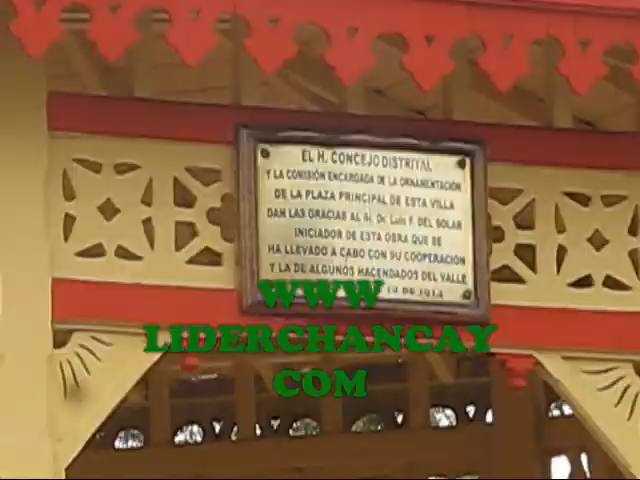 EL H. CONCEJO DISTRITAL
Y LA COMISIÓN ENCARGADA DE LA ORNAMENTACIÓN
DE LA PLAZA PRINCIPAL DE ESTA VILLA
DAN LAS GRACIAS AL Sr. Dr. LUIS F. DEL SOLAR
INICIADOR DE ESTA OBRA QUE SE
HA LLEVADO A CABO CON SU COOPERACIÓN
Y LA DE ALGUNOS HACENDADOS DEL VALLE
DE 1914
WWW
LIDERCHANCAY
COM